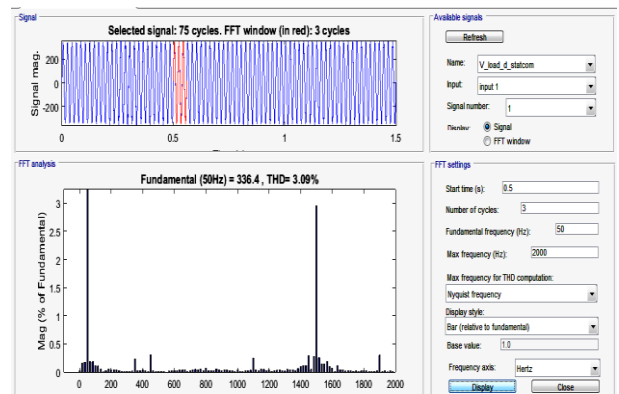 Signal
Selected signal: 75 cycles. FFT window (in red): 3 cycles
Signal mag.
200
0
-200
0
0.5
1
1.5
FFT analysis
Fundamental (50Hz) = 336.4 , THD= 3.09%
Mag (% of Fundamental)
3
2.5
2
1.5
1
0.5
0
0 200 400 600 800 1000 1200 1400 1600 1800 2000
Available signals
Refresh
Name: V_load_d_statcom
Input: input 1
Signal number: 1
Display: Signal
FFT window
FFT settings
Start time (s): 0.5
Number of cycles: 3
Fundamental frequency (Hz): 50
Max frequency (Hz): 2000
Max frequency for THD computation:
Nyquist frequency
Display style:
Bar (relative to fundamental)
Base value: 1.0
Frequency axis: Hertz
Display Close